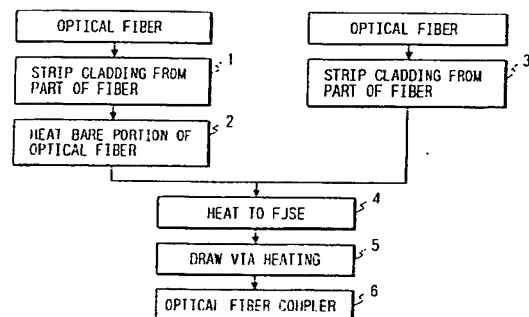 OPTICAL FIBER
OPTICAL FIBER
1
STRIP CLADDING FROM
PART OF FIBER
3
STRIP CLADDING FROM
PART OF FIBER
2
HEAT BARE PORTION OF
OPTICAL FIBER
4
HEAT TO FUSE
5
DRAW VIA HEATING
6
OPTICAL FIBER COUPLER